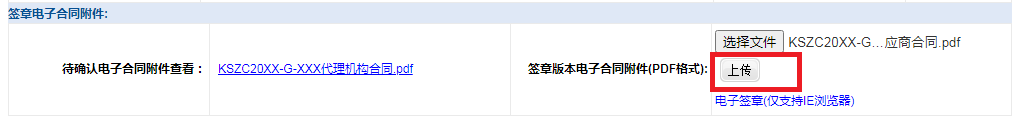 签章电子合同附件:
待确认电子合同附件查看：
KSZC20XX-G-XXX代理机构合同.pdf
签章版本电子合同附件(PDF格式):
选择文件 KSZC20XX-G…应商合同.pdf
上传
电子签章(仅支持IE浏览器)